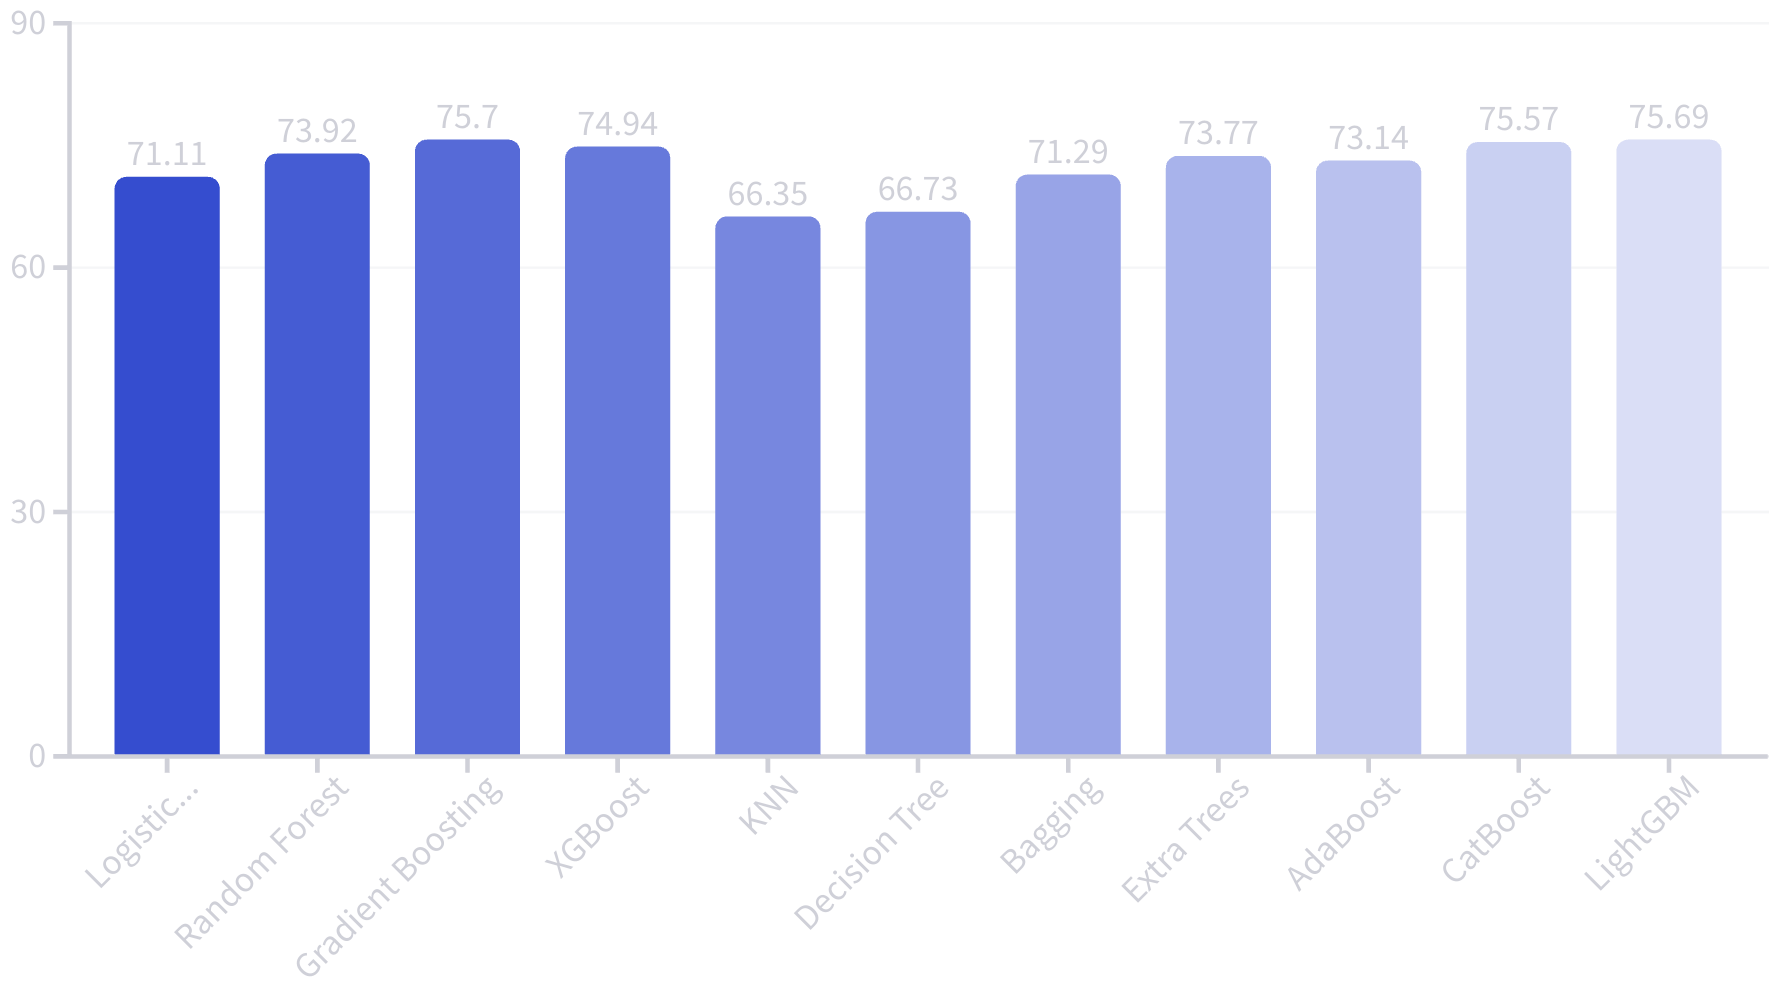 90
60
30
0
71.11
73.92
75.7
74.94
66.35
66.73
71.29
73.77
73.14
75.57
75.69
Logistic...
Random Forest
Gradient Boosting
XGBoost
KNN
Decision Tree
Bagging
Extra Trees
AdaBoost
CatBoost
LightGBM